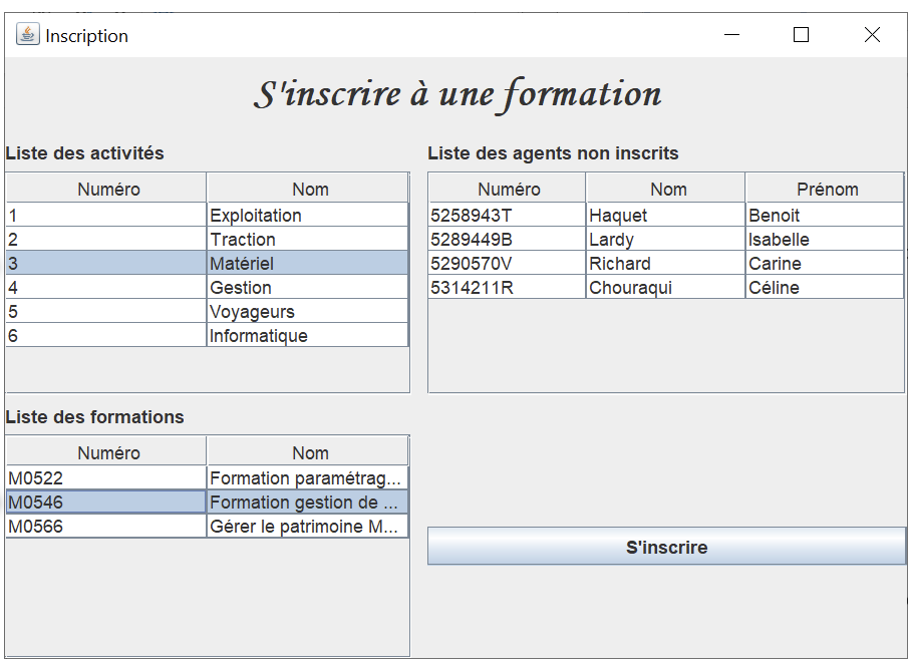 Inscription
S'inscrire à une formation
Liste des activités
Numéro Nom
1 Exploitation
2 Traction
3 Matériel
4 Gestion
5 Voyageurs
6 Informatique
Liste des agents non inscrits
Numéro Nom Prénom
5258943T Haquet Benoit
5289449B Lardy Isabelle
5290570V Richard Carine
5314211R Chouraqui Céline
Liste des formations
Numéro Nom
M0522 Formation paramétrag...
M0546 Formation gestion de ...
M0566 Gérer le patrimoine M...
S'inscrire